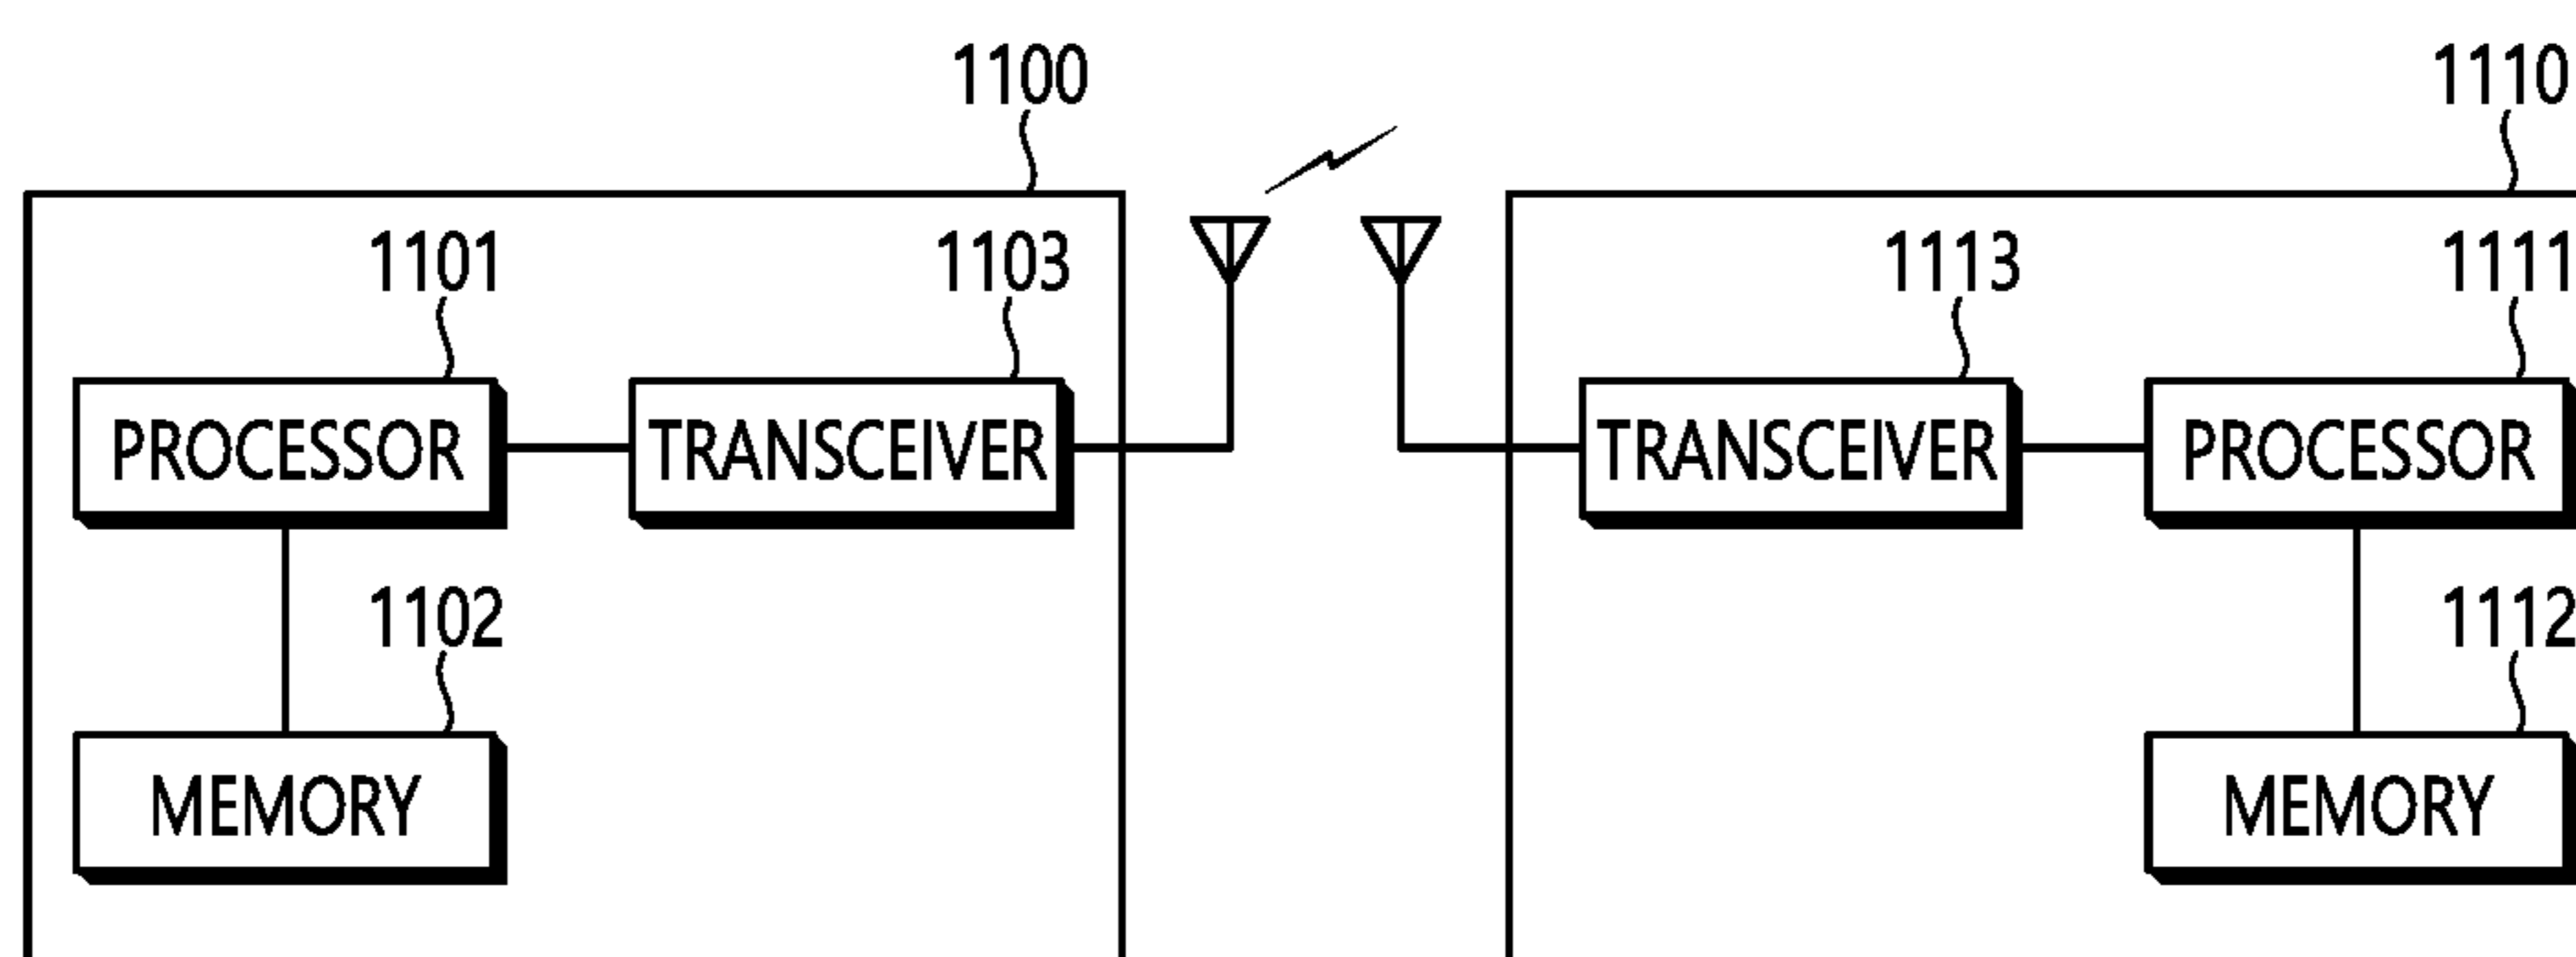 1100 1110
1101 1103 1113 1111
PROCESSOR TRANSCEIVER TRANSCEIVER PROCESSOR
1102 1112
MEMORY MEMORY